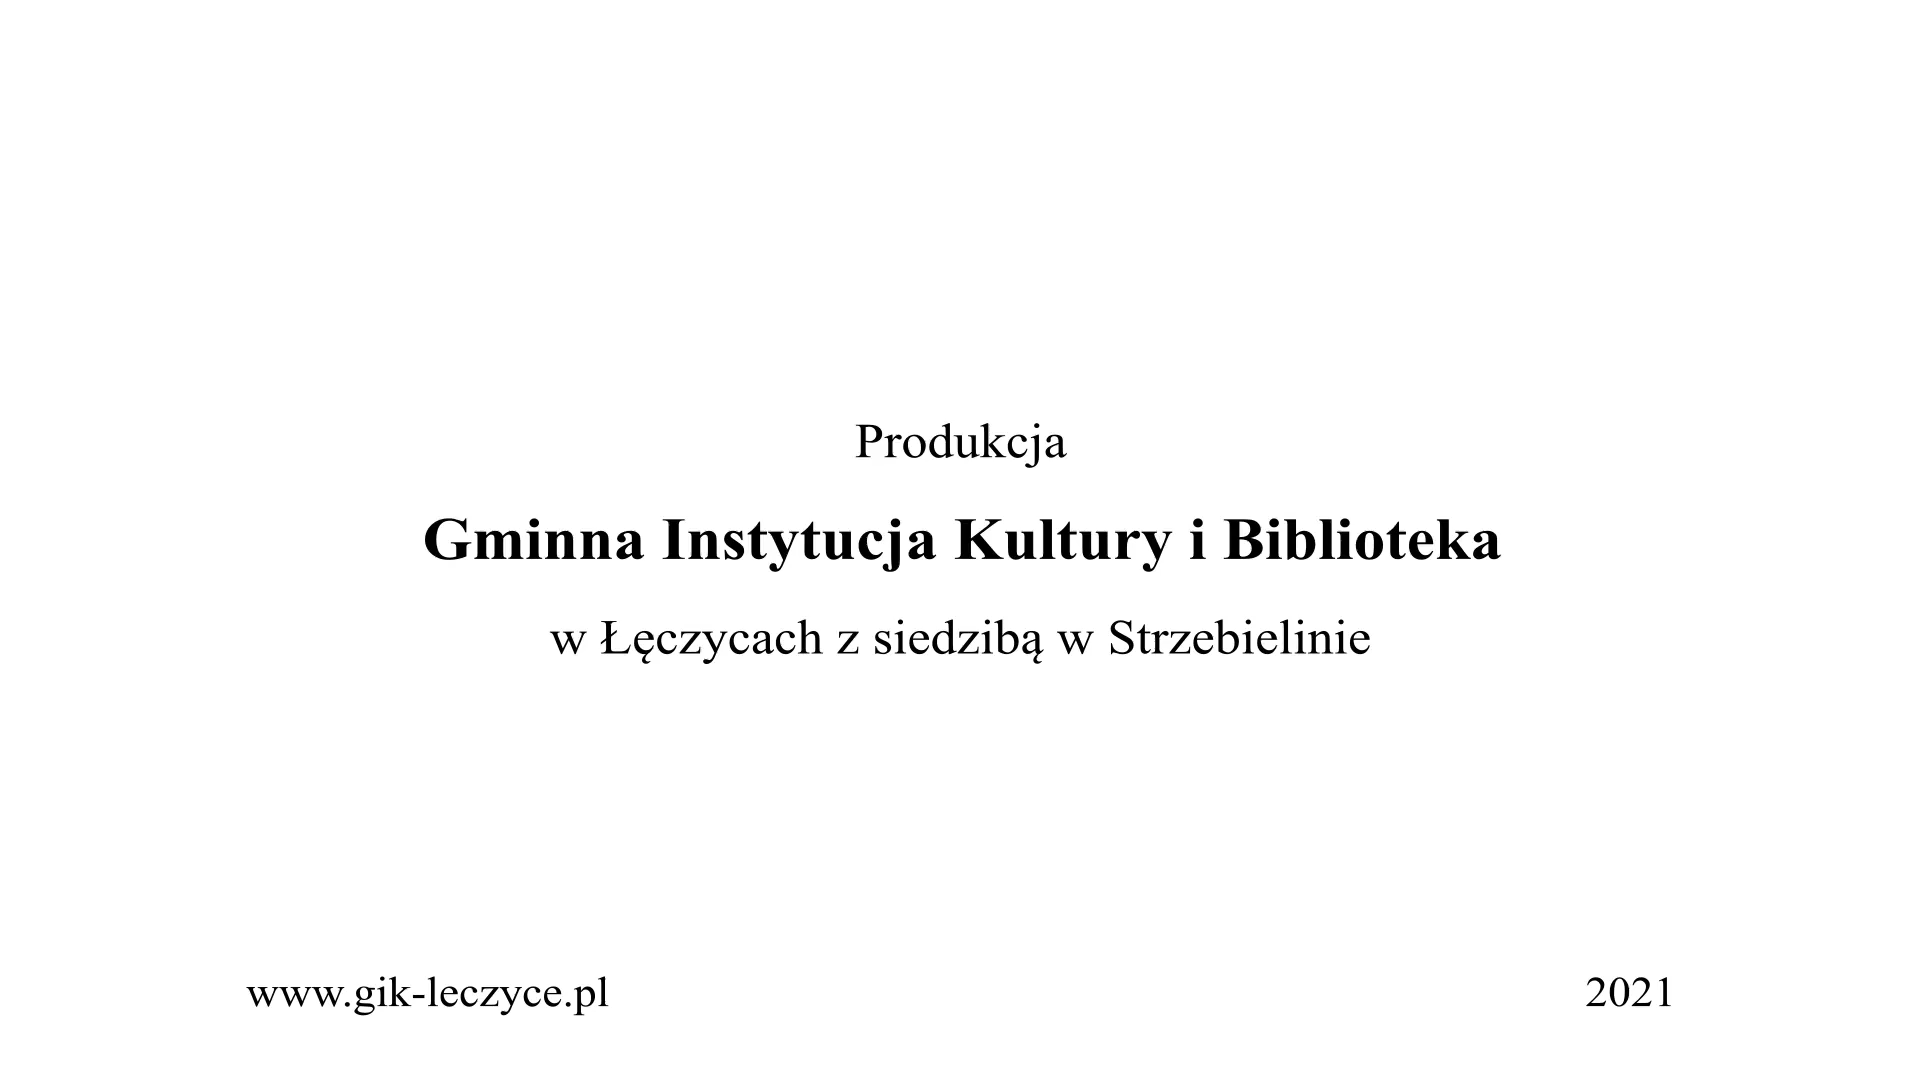 Produkcja
Gminna Instytucja Kultury i Biblioteka
w Łęczycach z siedzibą w Strzebielinie
www.gik-leczyce.pl
2021